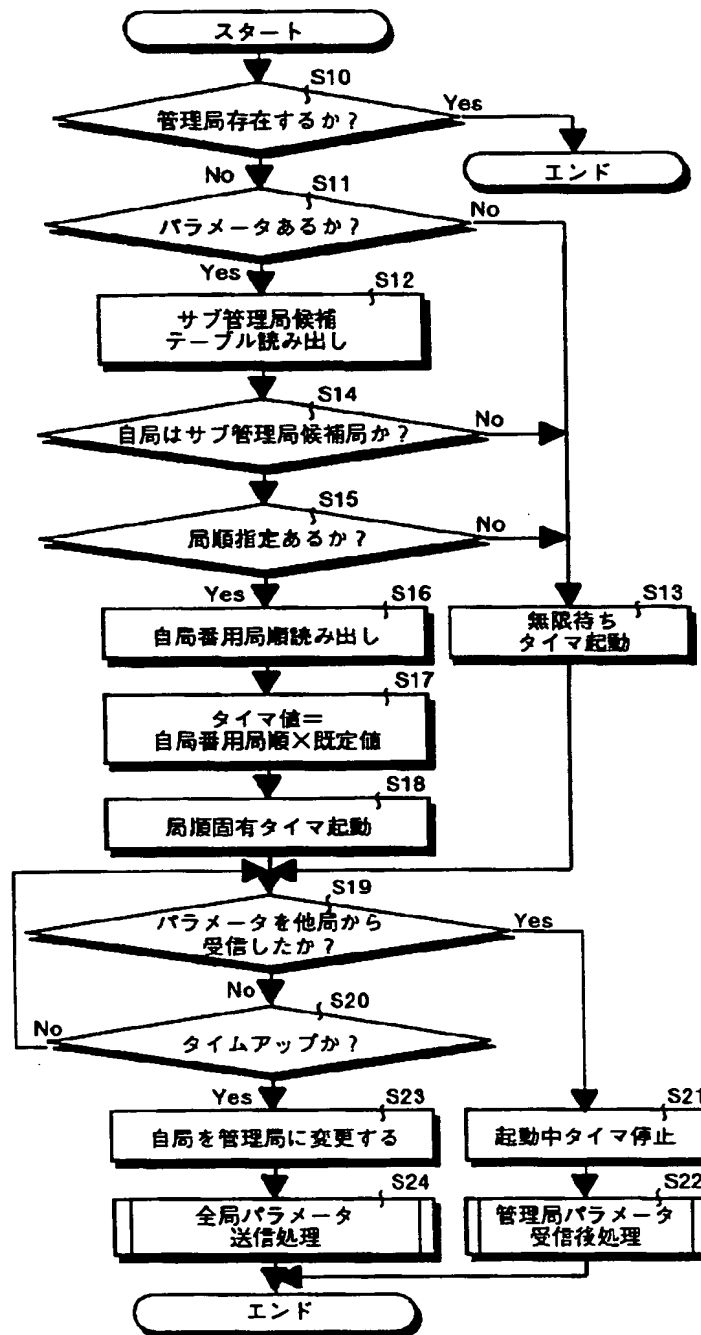 スタート
S10
管理局存在するか？
Yes
エンド
No
S11
パラメータあるか？
No
Yes
S12
サブ管理局候補
テーブル読み出し
S14
自局はサブ管理局候補局か？
No
S15
局順指定あるか？
No
Yes
S16
自局番用局順読み出し
S13
無限待ち
タイマ起動
S17
タイマ値＝
自局番用局順×既定値
S18
局順固有タイマ起動
S19
パラメータを他局から
受信したか？
Yes
No
S20
タイムアップか？
No
Yes
S23
自局を管理局に変更する
S21
起動中タイマ停止
S24
全局パラメータ
送信処理
S22
管理局パラメータ
受信後処理
エンド